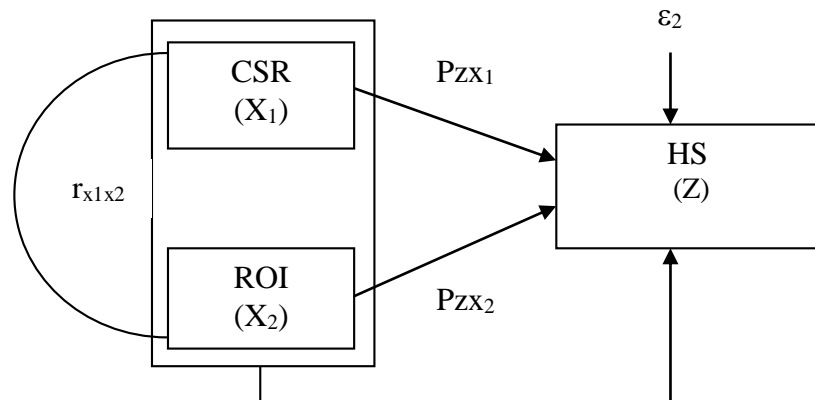 ε₂
CSR
(X₁)
Pzx₁
HS
(Z)
rₓ₁ₓ₂
ROI
(X₂)
Pzx₂